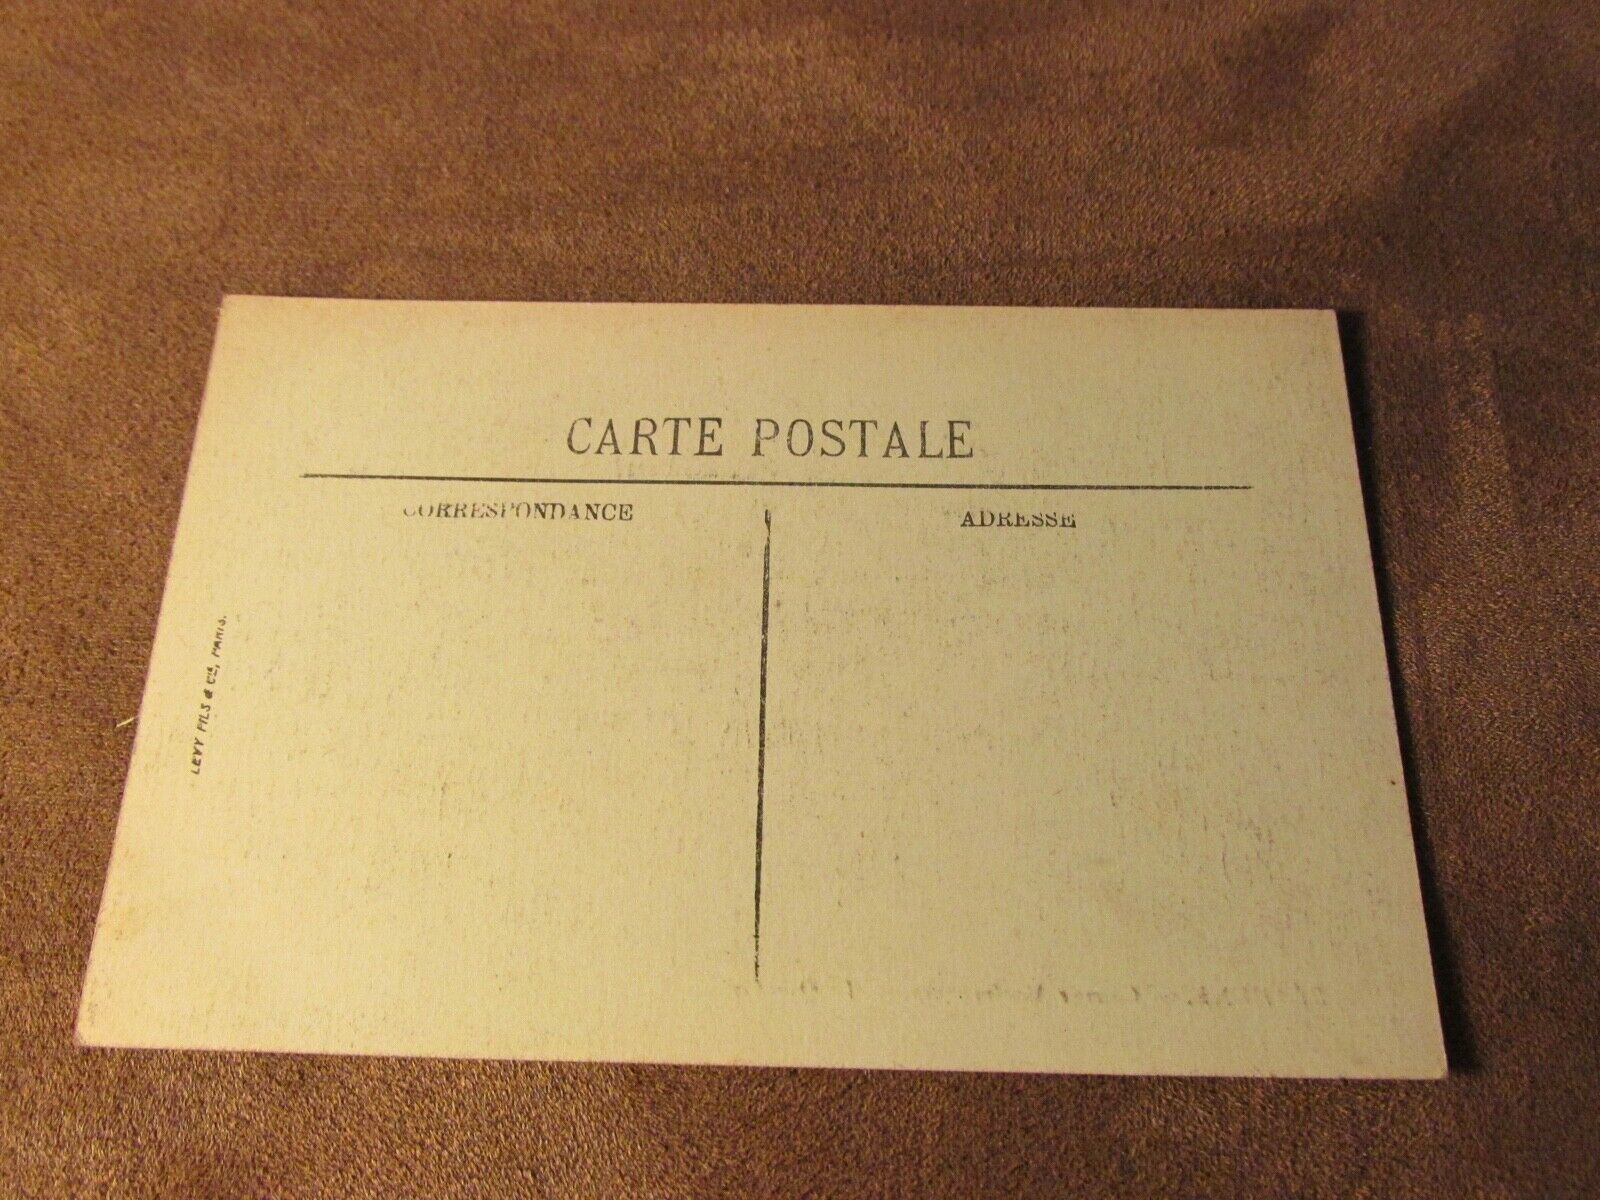 CARTE POSTALE
CORRESPONDANCE
ADRESSE
LEVY FILS & Cie, PARIS.